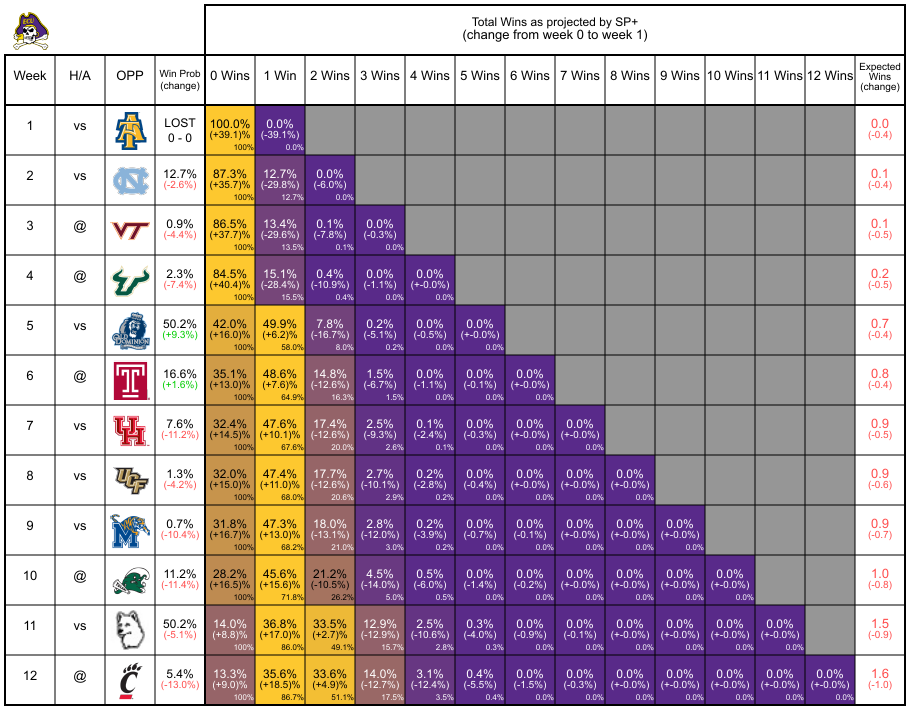 ECU
Total Wins as projected by SP+
(change from week 0 to week 1)
Week H/A OPP Win Prob (change) 0 Wins 1 Win 2 Wins 3 Wins 4 Wins 5 Wins 6 Wins 7 Wins 8 Wins 9 Wins 10 Wins 11 Wins 12 Wins Expected Wins (change)
1 vs AT LOST 100.0% 0.0% 0.0
0 - 0 (+39.1)% (-39.1)% (-0.4)
100% 0.0%
2 vs NC 12.7% 87.3% 12.7% 0.0% 0.1
(-2.6%) (+35.7)% (-29.8)% (-6.0)% (-0.4)
100% 12.7% 0.0%
3 @ VT 0.9% 86.5% 13.4% 0.1% 0.0% 0.1
(-4.4%) (+37.7)% (-29.6)% (-7.8)% (-0.3)% (-0.5)
100% 13.5% 0.1% 0.0%
4 @ 2.3% 84.5% 15.1% 0.4% 0.0% 0.0% 0.2
(-7.4%) (+40.4)% (-28.4)% (-10.9)% (-1.1)% (+-0.0)% (-0.5)
100% 15.5% 0.4% 0.0% 0.0%
5 vs OLD DOMINION 50.2% 42.0% 49.9% 7.8% 0.2% 0.0% 0.0% 0.7
(+9.3%) (+16.0)% (+6.2)% (-16.7)% (-5.1)% (-0.5)% (+-0.0)% (-0.4)
100% 58.0% 8.0% 0.2% 0.0% 0.0%
6 @ T 16.6% 35.1% 48.6% 14.8% 1.5% 0.0% 0.0% 0.0% 0.8
(+1.6%) (+13.0)% (+7.6)% (-12.6)% (-6.7)% (-1.1)% (-0.1)% (+-0.0)% (-0.4)
100% 64.9% 16.3% 1.5% 0.0% 0.0% 0.0%
7 vs UH 7.6% 32.4% 47.6% 17.4% 2.5% 0.1% 0.0% 0.0% 0.0% 0.9
(-11.2%) (+14.5)% (+10.1)% (-12.6)% (-9.3)% (-2.4)% (-0.3)% (+-0.0)% (+-0.0)% (-0.5)
100% 67.6% 20.0% 2.6% 0.1% 0.0% 0.0% 0.0%
8 vs UCF 1.3% 32.0% 47.4% 17.7% 2.7% 0.2% 0.0% 0.0% 0.0% 0.0% 0.9
(-4.2%) (+15.0)% (+11.0)% (-12.6)% (-10.1)% (-2.8)% (-0.4)% (+-0.0)% (+-0.0)% (+-0.0)% (-0.6)
100% 68.0% 20.6% 2.9% 0.2% 0.0% 0.0% 0.0% 0.0%
9 vs M 0.7% 31.8% 47.3% 18.0% 2.8% 0.2% 0.0% 0.0% 0.0% 0.0% 0.0% 0.9
(-10.4%) (+16.7)% (+13.0)% (-13.1)% (-12.0)% (-3.9)% (-0.7)% (-0.1)% (+-0.0)% (+-0.0)% (+-0.0)% (-0.7)
100% 68.2% 21.0% 3.0% 0.2% 0.0% 0.0% 0.0% 0.0% 0.0%
10 @ 11.2% 28.2% 45.6% 21.2% 4.5% 0.5% 0.0% 0.0% 0.0% 0.0% 0.0% 0.0% 1.0
(-11.4%) (+16.5)% (+15.6)% (-10.5)% (-14.0)% (-6.0)% (-1.4)% (-0.2)% (+-0.0)% (+-0.0)% (+-0.0)% (+-0.0)% (-0.8)
100% 71.8% 26.2% 5.0% 0.5% 0.0% 0.0% 0.0% 0.0% 0.0% 0.0%
11 vs 50.2% 14.0% 36.8% 33.5% 12.9% 2.5% 0.3% 0.0% 0.0% 0.0% 0.0% 0.0% 0.0% 1.5
(-5.1%) (+8.8)% (+17.0)% (+2.7)% (-12.9)% (-10.6)% (-4.0)% (-0.9)% (-0.1)% (+-0.0)% (+-0.0)% (+-0.0)% (+-0.0)% (-0.9)
100% 86.0% 49.1% 15.7% 2.8% 0.3% 0.0% 0.0% 0.0% 0.0% 0.0% 0.0%
12 @ C 5.4% 13.3% 35.6% 33.6% 14.0% 3.1% 0.4% 0.0% 0.0% 0.0% 0.0% 0.0% 0.0% 0.0% 1.6
(-13.0%) (+9.0)% (+18.5)% (+4.9)% (-12.7)% (-12.4)% (-5.5)% (-1.5)% (-0.3)% (+-0.0)% (+-0.0)% (+-0.0)% (+-0.0)% (+-0.0)% (-1.0)
100% 86.7% 51.1% 17.5% 3.5% 0.4% 0.0% 0.0% 0.0% 0.0% 0.0% 0.0% 0.0%